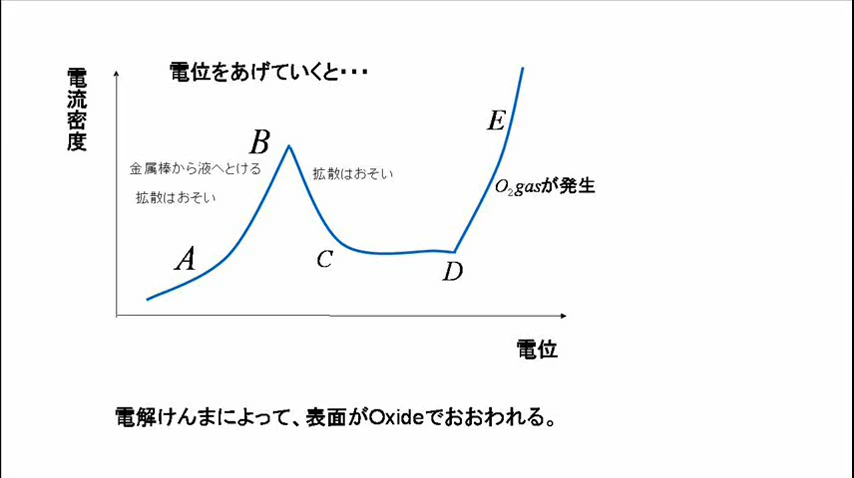 電位をあげていくと・・・
電流密度
B
E
金属棒から液へとける
拡散はおそい
拡散はおそい
O₂gasが発生
A
C
D
電位
電解けんまによって、表面がOxideでおおわれる。